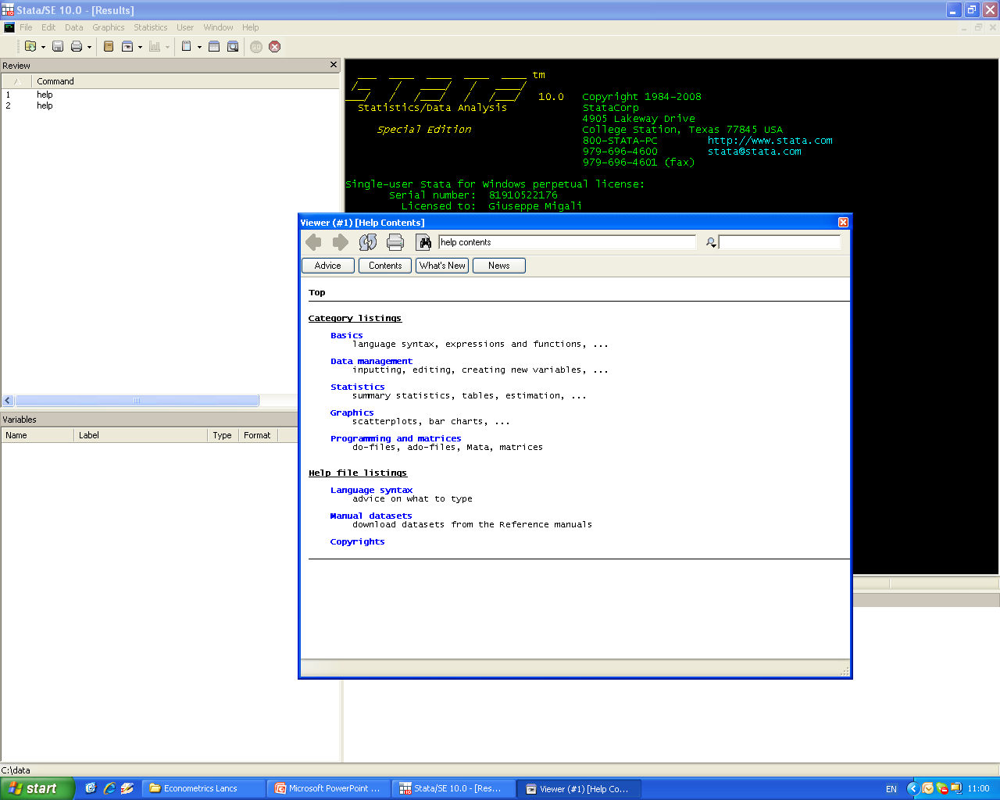 Stata/SE 10.0 - [Results]
File Edit Data Graphics Statistics User Window Help
Review
Command
1 help
2 help
tm
10.0 Copyright 1984-2008
Statistics/Data Analysis StataCorp
4905 Lakeway Drive
Special Edition College Station, Texas 77845 USA
800-STATA-PC http://www.stata.com
979-696-4600 stata@stata.com
979-696-4601 (fax)
Single-user Stata for Windows perpetual license:
Serial number: 81910522176
Licensed to: Giuseppe Migali
Viewer (#1) [Help Contents]
help contents
Advice Contents What's New News
Top
Category listings
Basics
language syntax, expressions and functions, ...
Data management
inputting, editing, creating new variables, ...
Statistics
summary statistics, tables, estimation, ...
Graphics
scatterplots, bar charts, ...
Programming and matrices
do-files, ado-files, Mata, matrices
Help file listings
Language syntax
advice on what to type
Manual datasets
download datasets from the Reference manuals
Copyrights
Variables
Name Label Type Format
C:\data
start Econometrics Lancs Microsoft PowerPoint ... Stata/SE 10.0 - [Res... Viewer (#1) [Help Co... EN 11:00